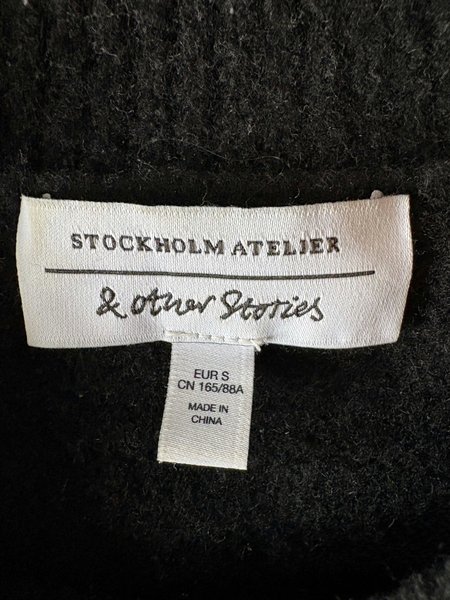 STOCKHOLM ATELIER
& other Stories
EUR S
CN 165/88A
MADE IN
CHINA